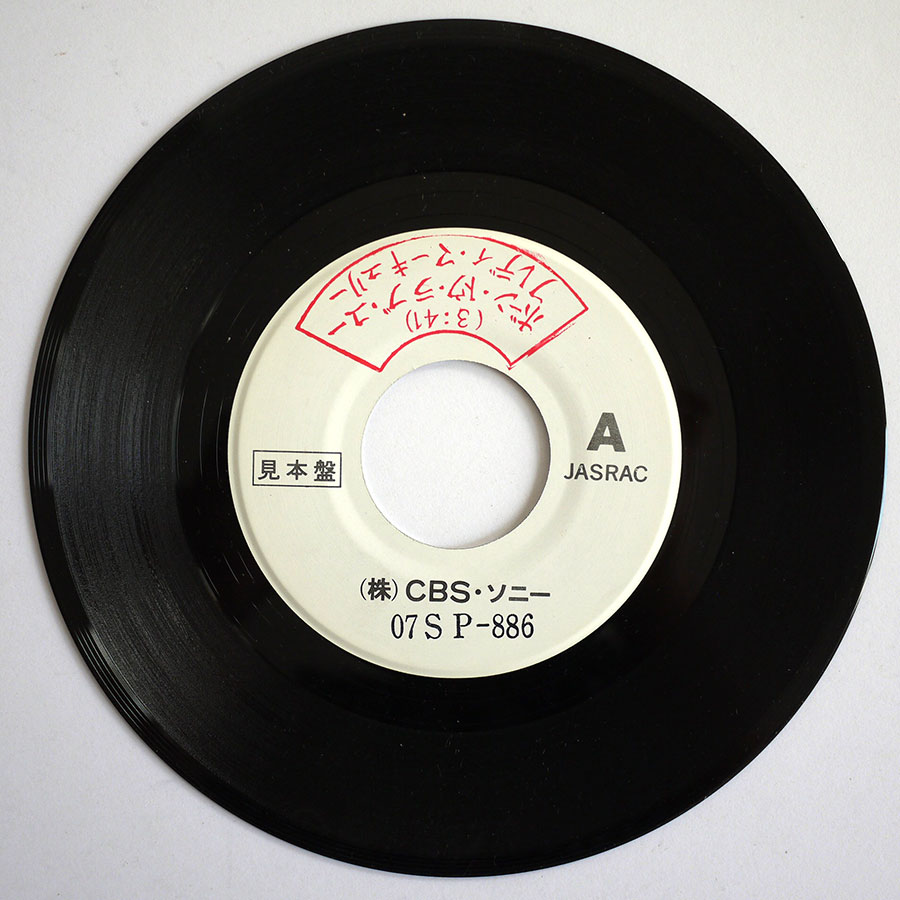 (3:41)
ボーン・トゥ・ラブ・ユー
フレディ・マーキュリー
A
見本盤
JASRAC
(株)CBS・ソニー
07SP-886